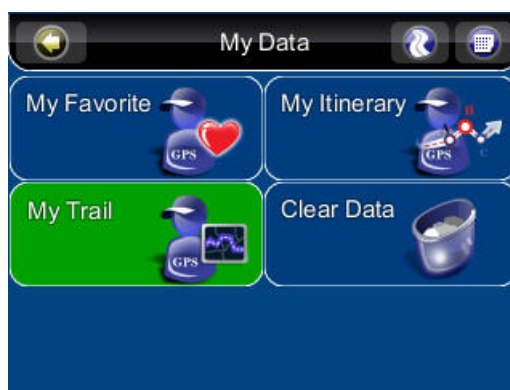 My Data
My Favorite
GPS
My Itinerary
A B C
GPS
My Trail
GPS
Clear Data